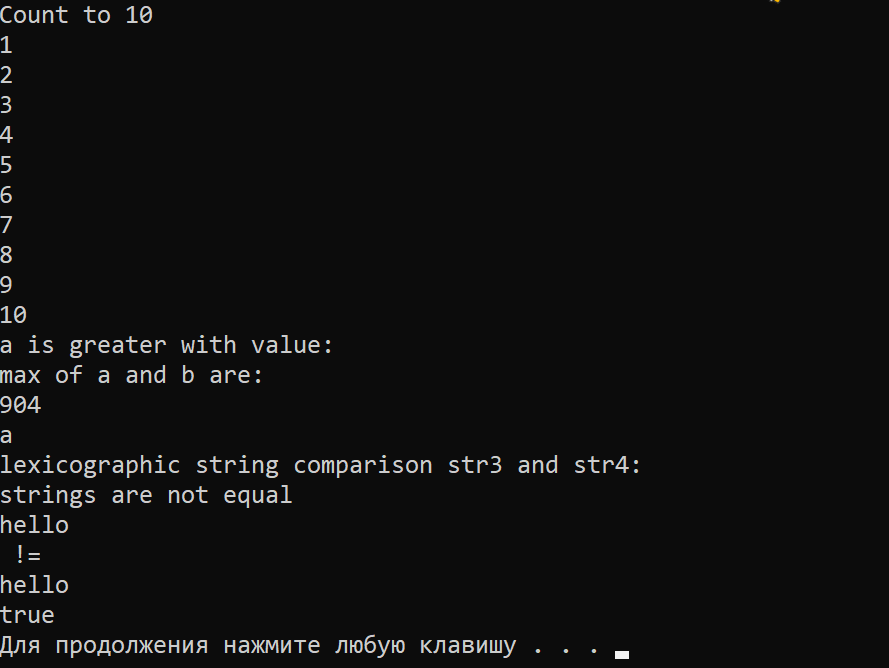 Count to 10
1
2
3
4
5
6
7
8
9
10
a is greater with value:
max of a and b are:
904
a
lexicographic string comparison str3 and str4:
strings are not equal
hello
 !=
hello
true
Для продолжения нажмите любую клавишу . . .